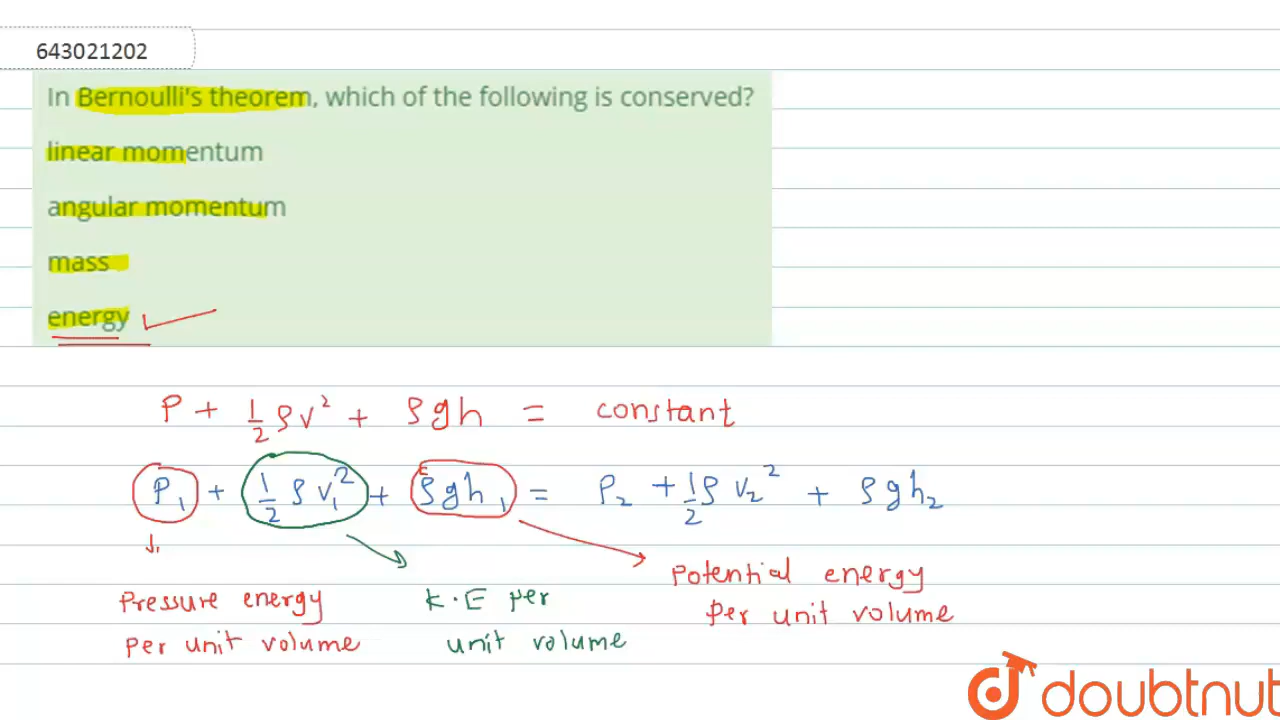 643021202
In Bernoulli's theorem, which of the following is conserved?
linear momentum
angular momentum
mass
energy
P + 1/2 ρv² + ρgh = constant
P₁ + 1/2 ρv₁² + ρgh₁ = P₂ + 1/2 ρv₂² + ρgh₂
Pressure energy
per unit volume
K.E per
unit volume
Potential energy
Per unit volume
doubtnut